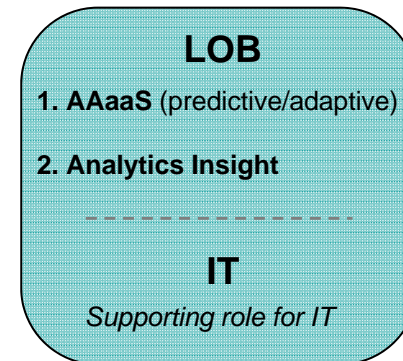 LOB
1. AAaaS (predictive/adaptive)
2. Analytics Insight
IT
Supporting role for IT